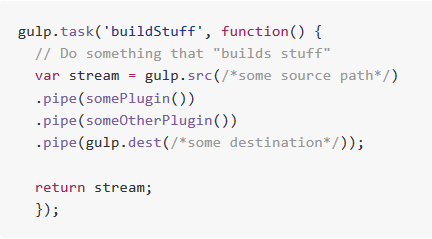 gulp.task('buildStuff', function() {
  // Do something that "builds stuff"
  var stream = gulp.src(/*some source path*/)
  .pipe(somePlugin())
  .pipe(someOtherPlugin())
  .pipe(gulp.dest(/*some destination*/));

  return stream;
  });